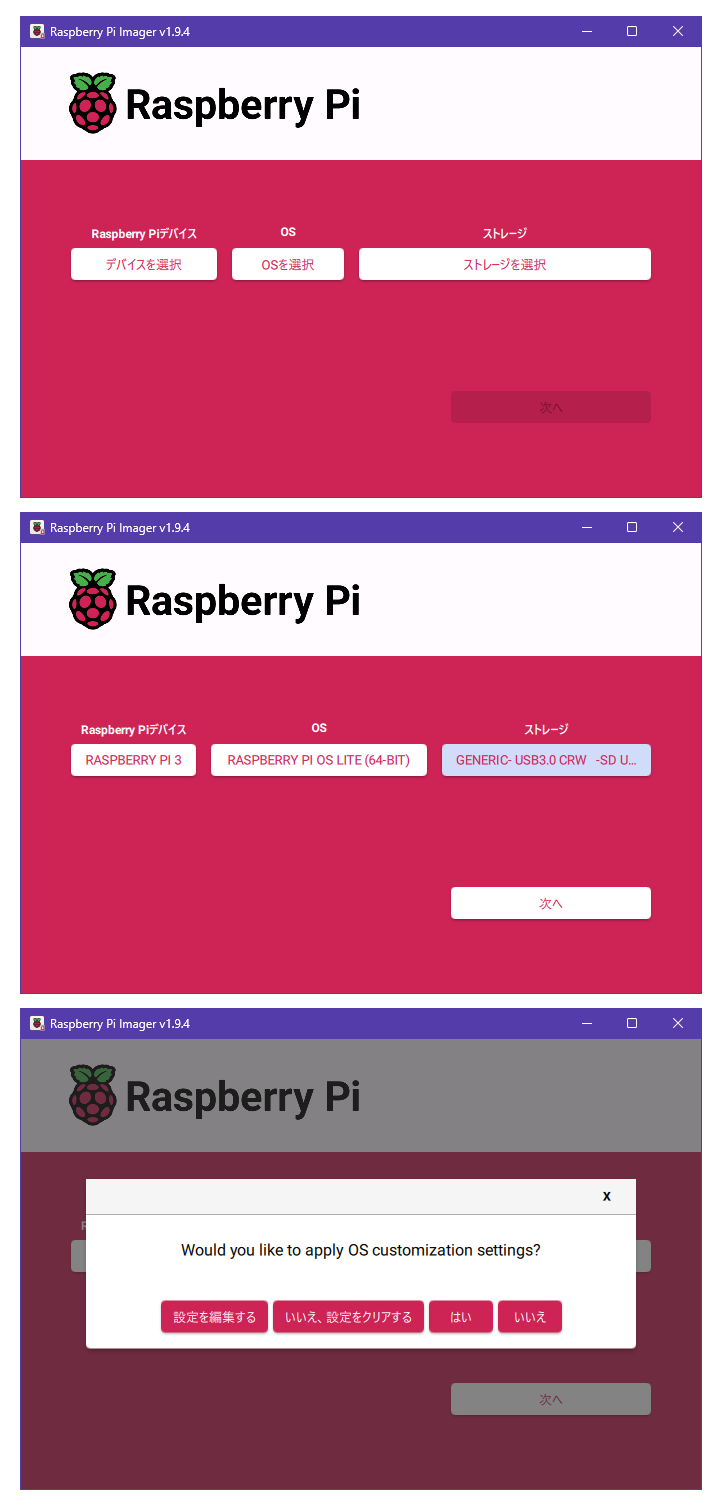 Raspberry Pi Imager v1.9.4
Raspberry Pi
Raspberry Piデバイス OS ストレージ
デバイスを選択 OSを選択 ストレージを選択
次へ
Raspberry Pi Imager v1.9.4
Raspberry Pi
Raspberry Piデバイス OS ストレージ
RASPBERRY PI 3 RASPBERRY PI OS LITE (64-BIT) GENERIC- USB3.0 CRW -SD U...
次へ
Raspberry Pi Imager v1.9.4
Raspberry Pi
X
R
Would you like to apply OS customization settings?
設定を編集する いいえ、設定をクリアする はい いいえ
次へ